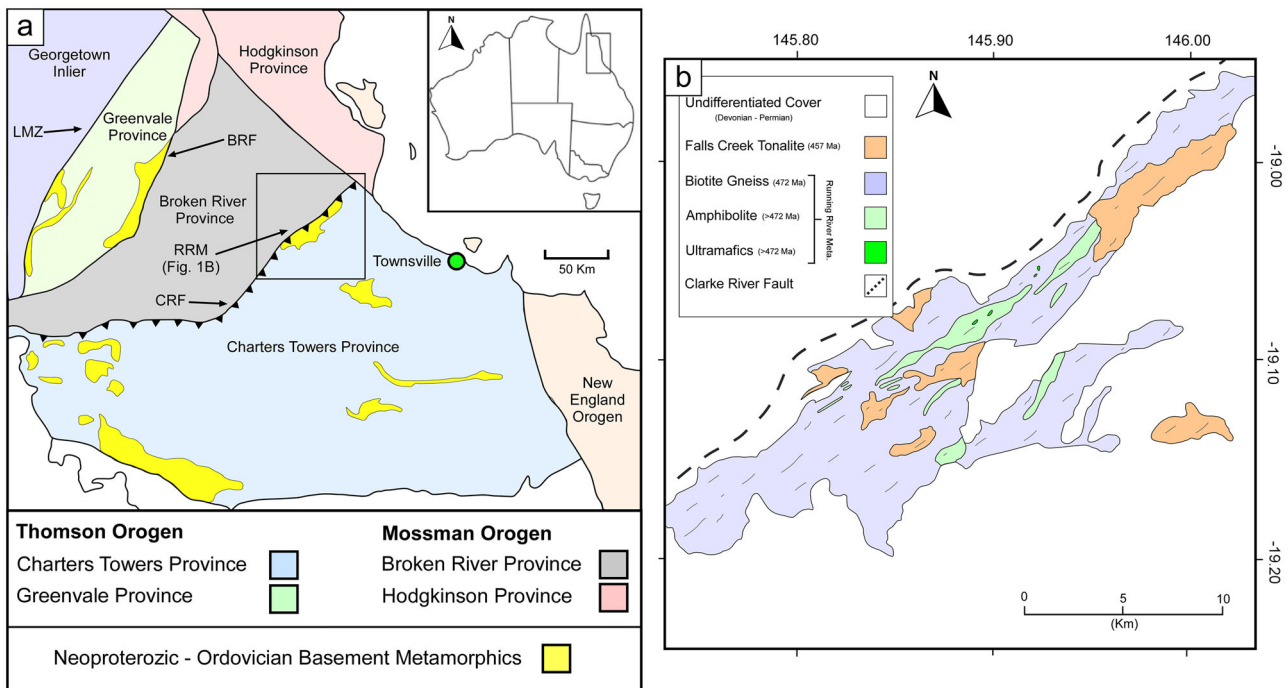 a
Georgetown
Inlier
Hodgkinson
Province
N
LMZ
Greenvale
Province
BRF
Broken River
Province
RRM
(Fig. 1B)
Townsville
50 Km
CRF
Charters Towers Province
New
England
Orogen
Thomson Orogen
Charters Towers Province
Greenvale Province
Mossman Orogen
Broken River Province
Hodgkinson Province
Neoproterozic - Ordovician Basement Metamorphics
b
145.80
145.90
146.00
N
Undifferentiated Cover
(Devonian - Permian)
Falls Creek Tonalite (457 Ma)
Biotite Gneiss (472 Ma)
Amphibolite (>472 Ma)
Ultramafics (>472 Ma)
Running River Meta.
Clarke River Fault
-19.00
-19.10
-19.20
0
5
10
(Km)